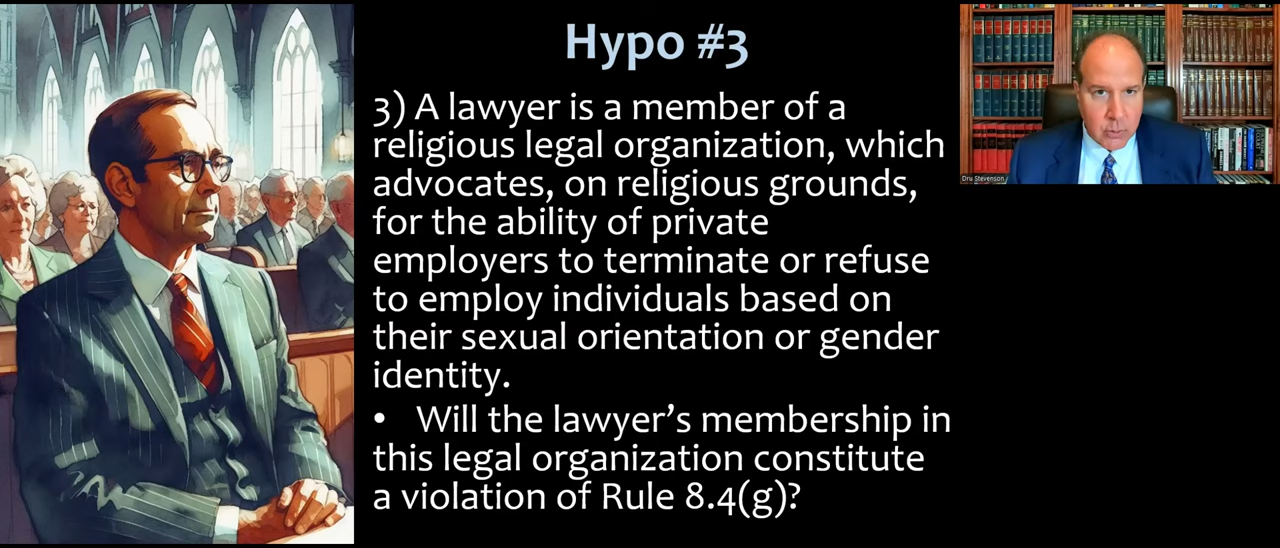 Hypo #3
3) A lawyer is a member of a
religious legal organization, which
advocates, on religious grounds,
for the ability of private
employers to terminate or refuse
to employ individuals based on
their sexual orientation or gender
identity.
• Will the lawyer’s membership in
this legal organization constitute
a violation of Rule 8.4(g)?
Dru Stevenson